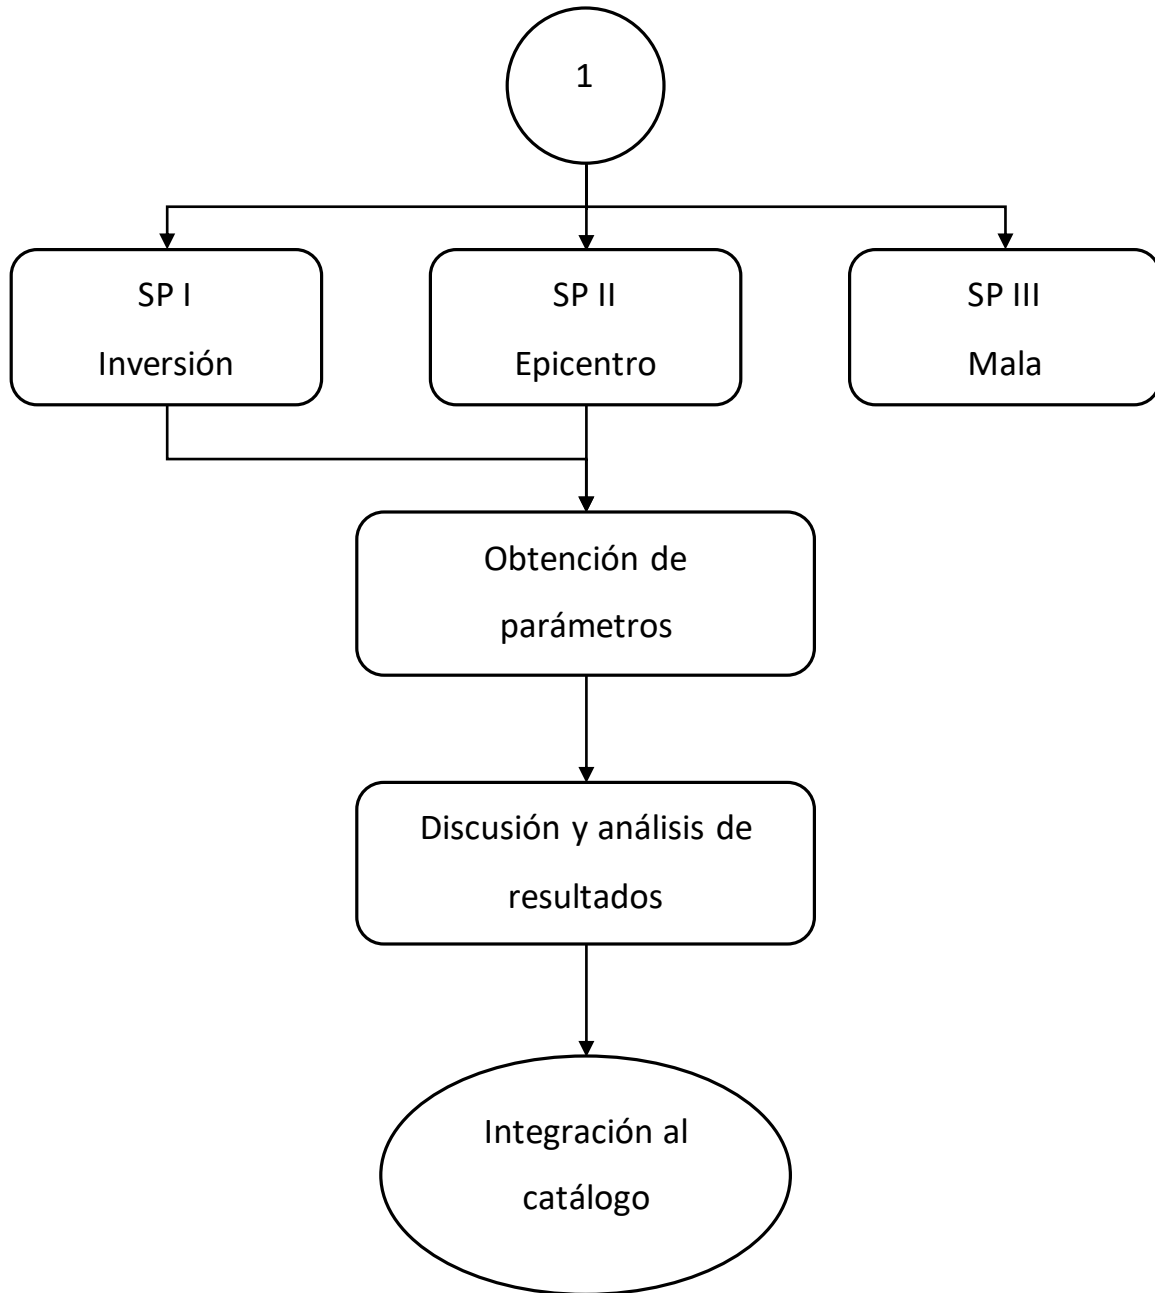 1
SP I
Inversión
SP II
Epicentro
SP III
Mala
Obtención de
parámetros
Discusión y análisis de
resultados
Integración al
catálogo